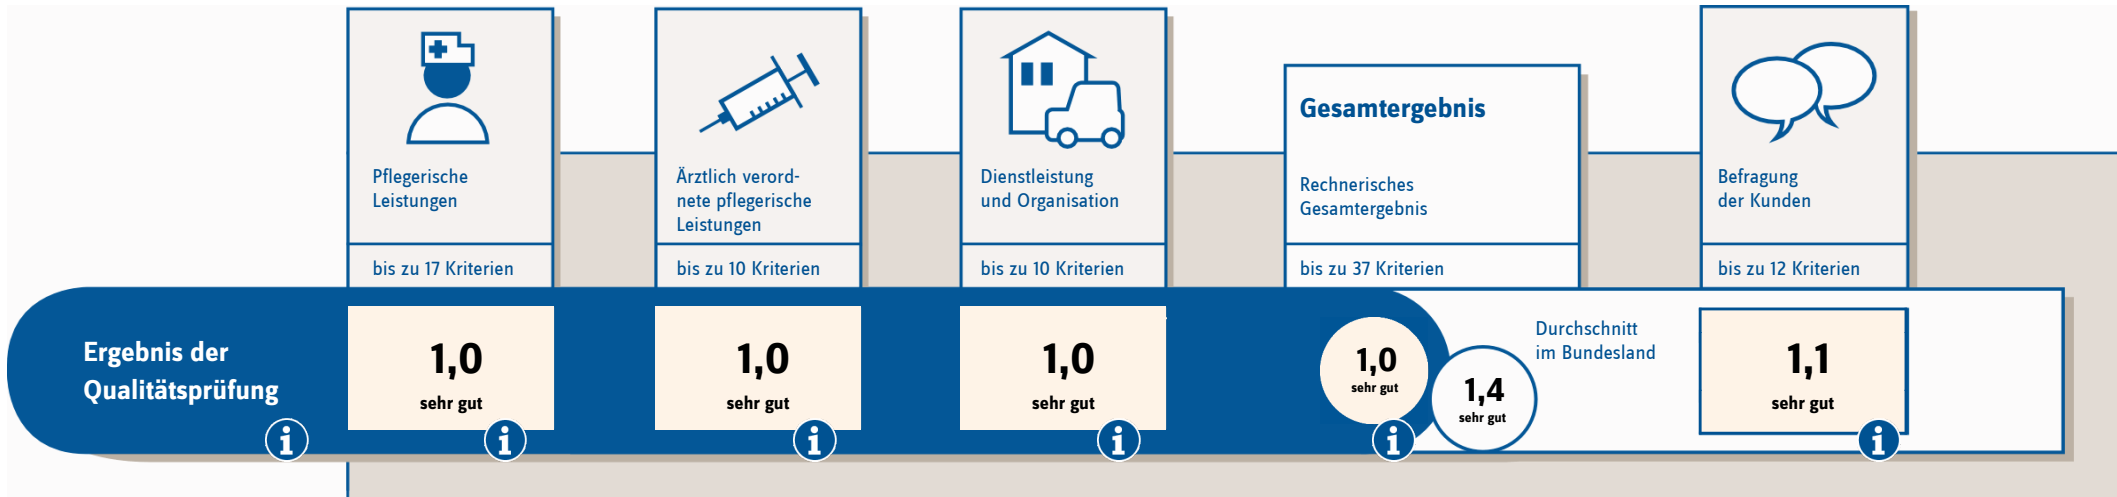 Pflegerische
Leistungen
bis zu 17 Kriterien
Ärztlich verord-
nete pflegerische
Leistungen
bis zu 10 Kriterien
Dienstleistung
und Organisation
bis zu 10 Kriterien
Gesamtergebnis
Rechnerisches
Gesamtergebnis
bis zu 37 Kriterien
Befragung
der Kunden
bis zu 12 Kriterien
Ergebnis der
Qualitätsprüfung
i
1,0
sehr gut
i
1,0
sehr gut
i
1,0
sehr gut
i
1,0
sehr gut
i
1,4
sehr gut
Durchschnitt
im Bundesland
1,1
sehr gut
i